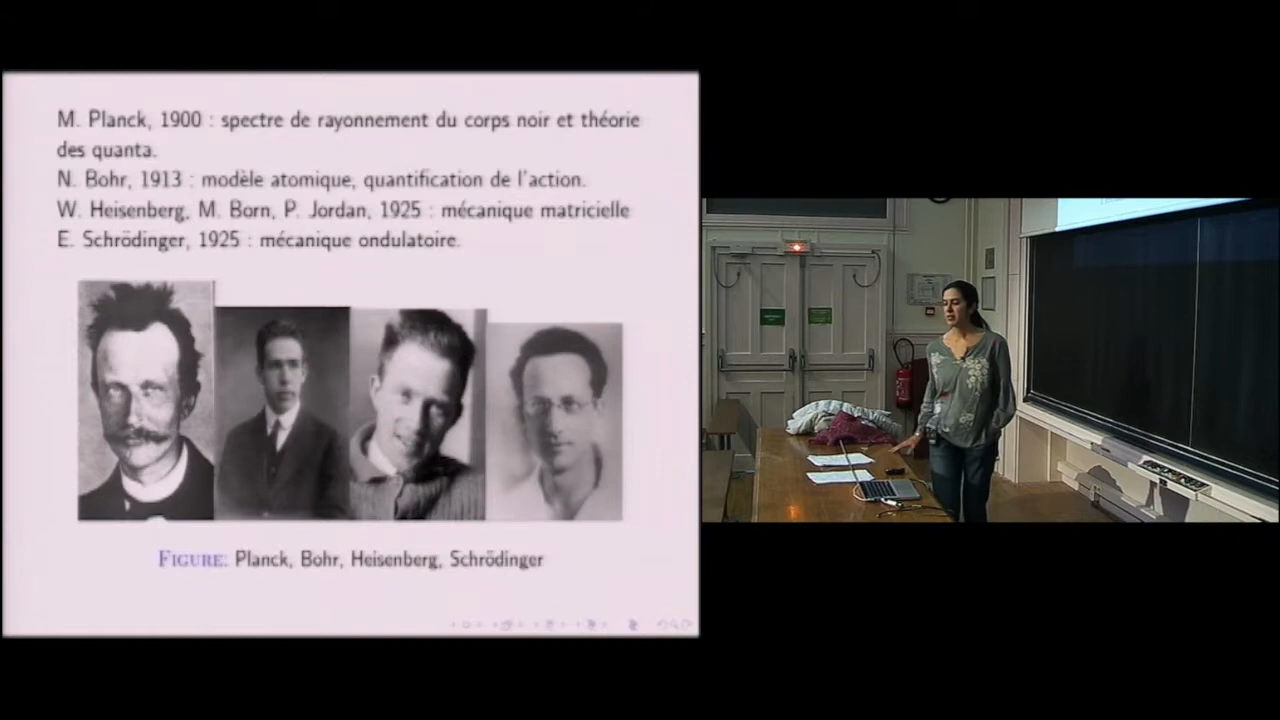 M. Planck, 1900 : spectre de rayonnement du corps noir et théorie
des quanta.
N. Bohr, 1913 : modèle atomique, quantification de l'action.
W. Heisenberg, M. Born, P. Jordan, 1925 : mécanique matricielle
E. Schrödinger, 1925 : mécanique ondulatoire.
FIGURE: Planck, Bohr, Heisenberg, Schrödinger